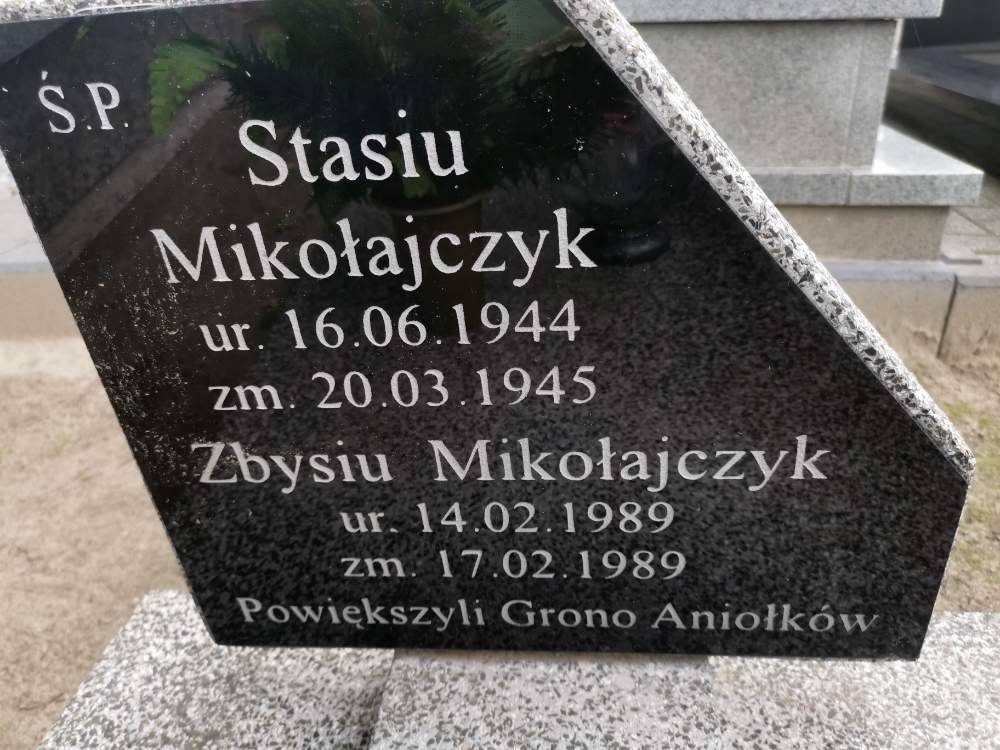 Ś.P.
Stasiu
Mikołajczyk
ur. 16.06.1944
zm. 20.03.1945
Zbysiu Mikołajczyk
ur. 14.02.1989
zm. 17.02.1989
Powiększyli Grono Aniołków